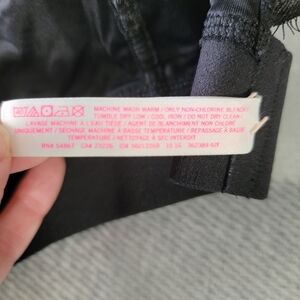 MACHINE WASH WARM / ONLY NON-CHLORINE BLEACH
TUMBLE DRY LOW / COOL IRON / DO NOT DRY CLEAN
LAVAGE MACHINE A L'EAU TIEDE / AGENT DE BLANCHIMENT NON CHLORÉ
UNIQUEMENT / SÉCHAGE MACHINE A BASSE TEMPÉRATURE / REPASSAGE A BASSE
TEMPÉRATURE / NETTOYAGE A SEC INTERDIT
RN# 54867 CA# 23226